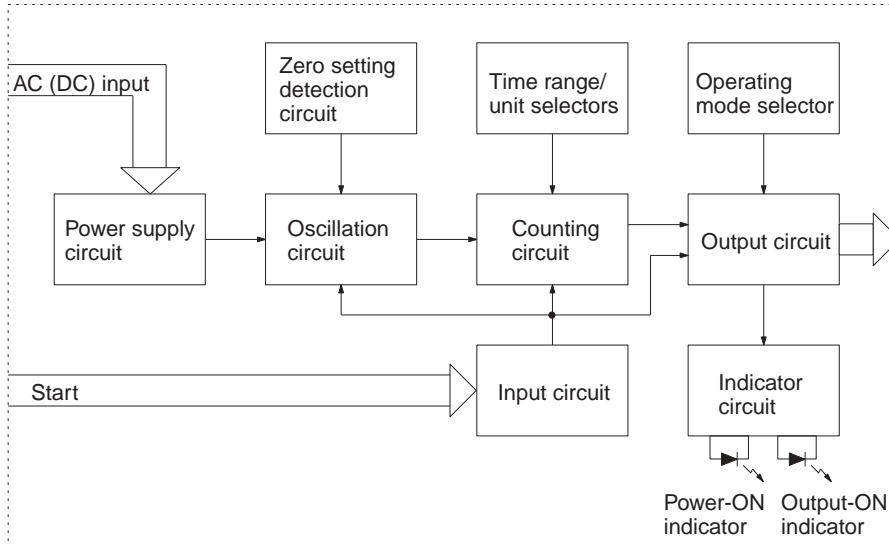 AC (DC) input
Zero setting
detection
circuit
Time range/
unit selectors
Operating
mode selector
Power supply
circuit
Oscillation
circuit
Counting
circuit
Output circuit
Start
Input circuit
Indicator
circuit
Power-ON
indicator
Output-ON
indicator